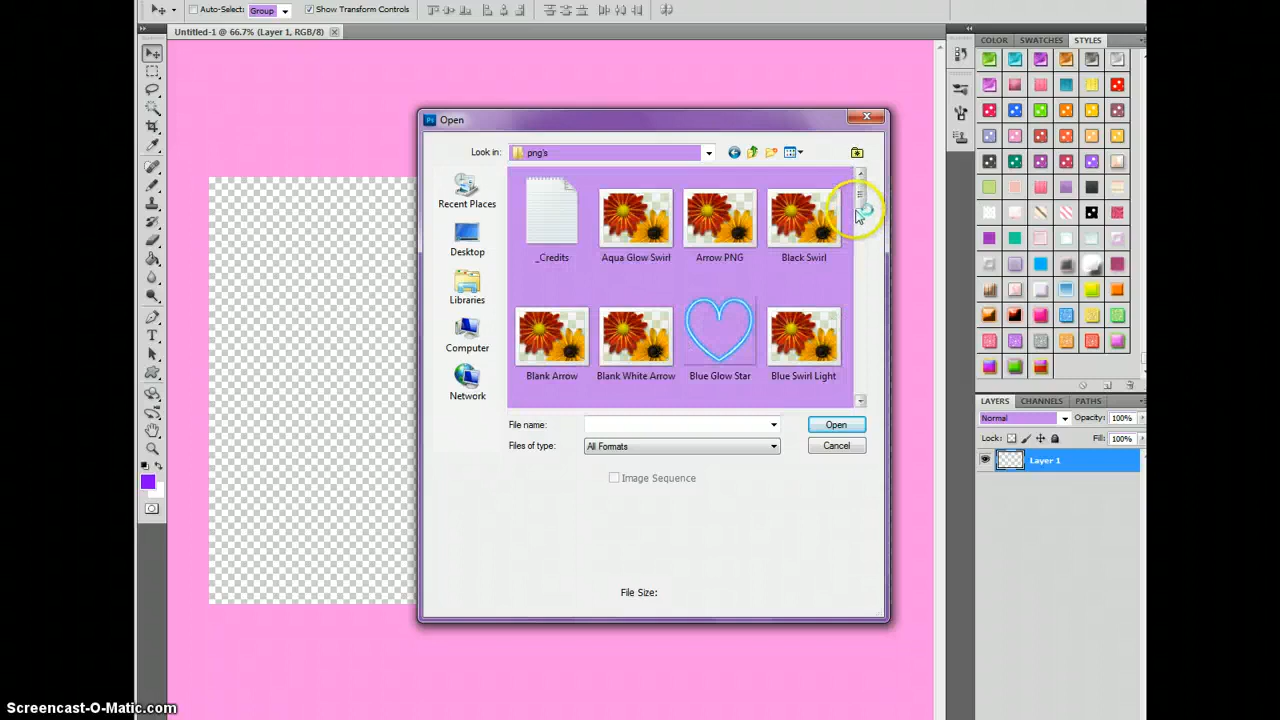 Auto-Select: Group Show Transform Controls
Untitled-1 @ 66.7% (Layer 1, RGB/8)
COLOR SWATCHES STYLES
Ps Open
Look in: png's
Recent Places
Desktop
Libraries
Computer
Network
_Credits Aqua Glow Swirl Arrow PNG Black Swirl
Blank Arrow Blank White Arrow Blue Glow Star Blue Swirl Light
File name: Open
Files of type: All Formats Cancel
Image Sequence
File Size:
LAYERS CHANNELS PATHS
Normal Opacity: 100%
Lock: Fill: 100%
Layer 1
Screencast-O-Matic.com